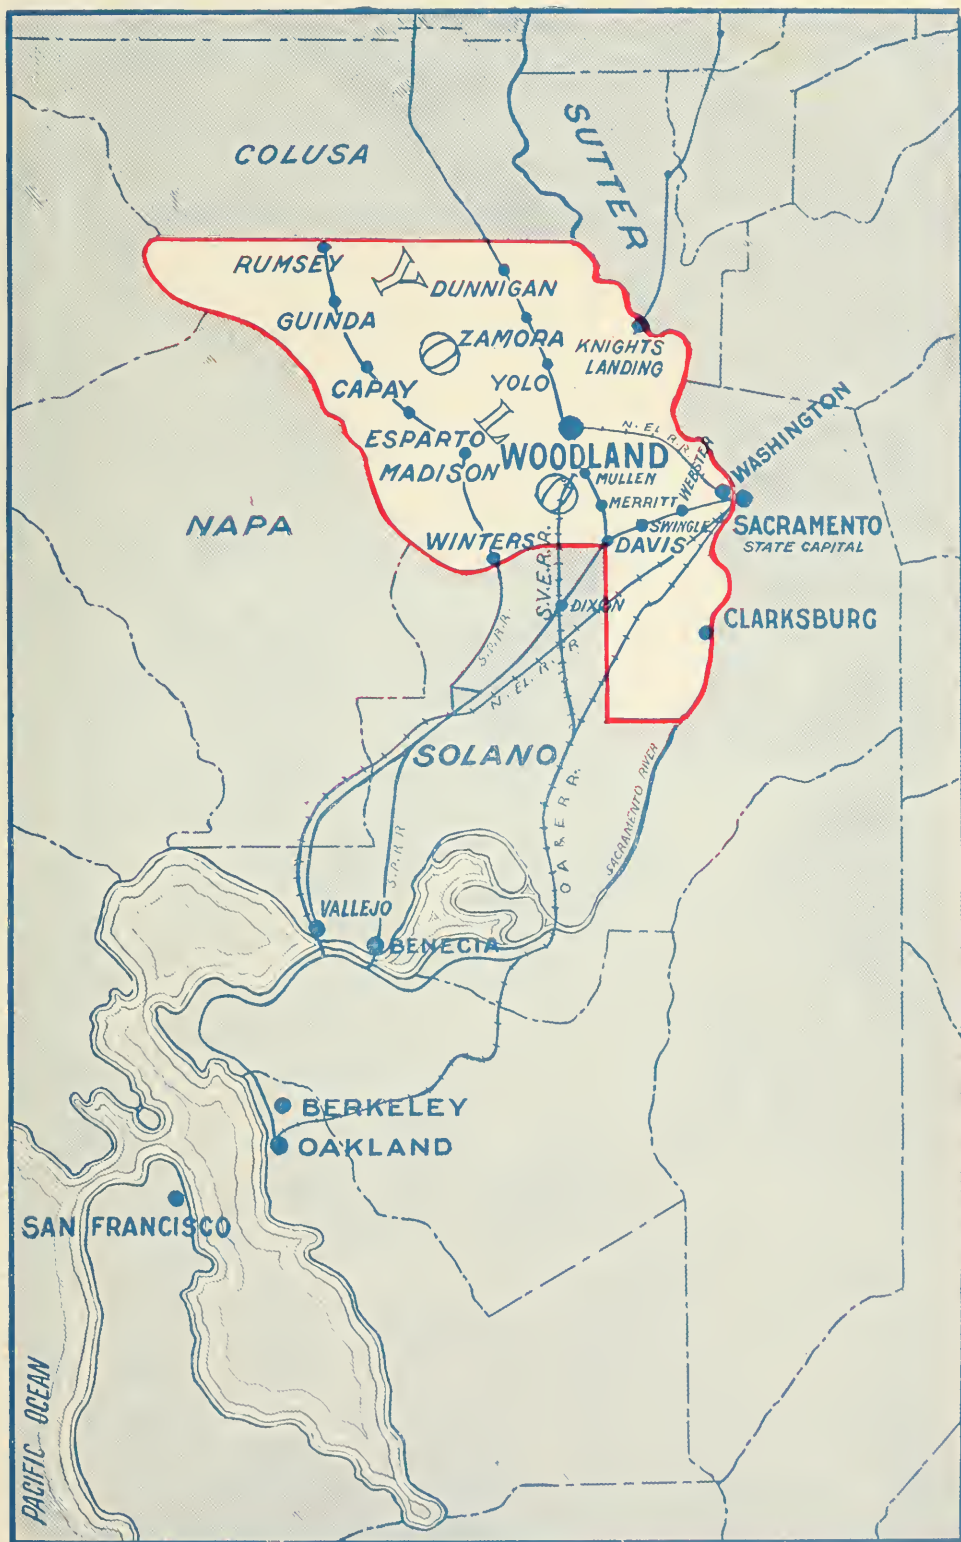 COLUSA
SUTTER
RUMSEY
DUNNIGAN
GUINDA
ZAMORA
KNIGHTS
LANDING
CAPAY
YOLO
YOLO
N. EL R. R.
WASHINGTON
ESPARTO
WOODLAND
WEBSTER
MADISON
MULLEN
MERRITT
NAPA
SWINGLE
SACRAMENTO
STATE CAPITAL
WINTERS
DAVIS
S.V.E.R.R.
DIXON
CLARKSBURG
S.P.R.R.
N. EL. R. R
SOLANO
SACRAMENTO RIVER
O A & E R R.
S.P.R R
VALLEJO
BENECIA
BERKELEY
OAKLAND
SAN FRANCISCO
PACIFIC OCEAN